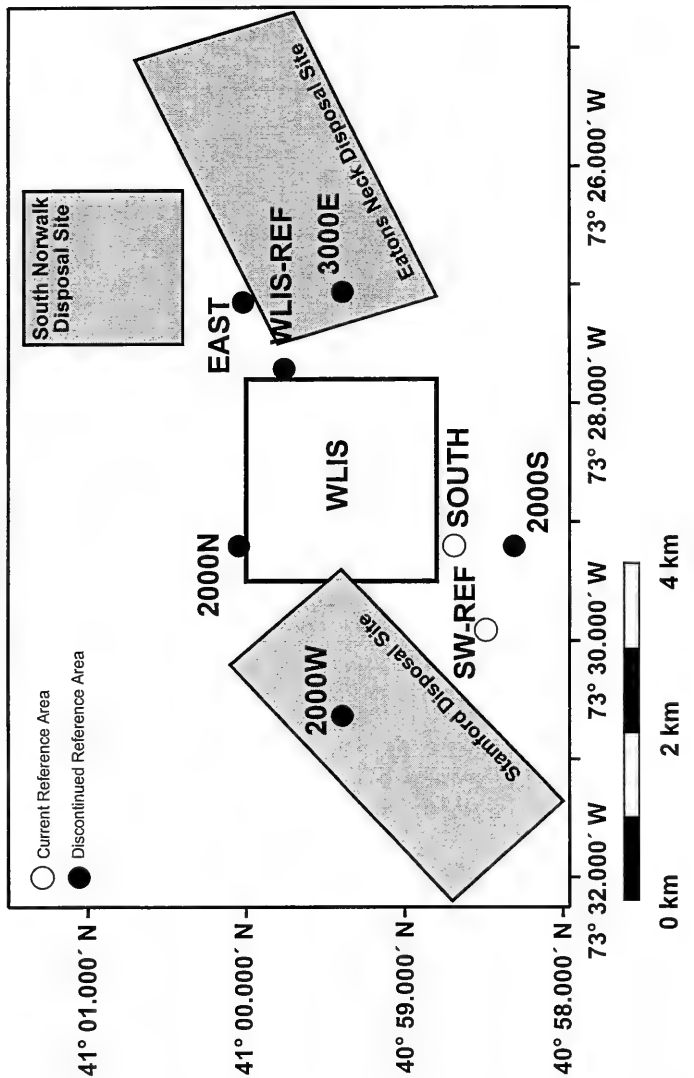 Current Reference Area
Discontinued Reference Area
South Norwalk
Disposal Site
2000N
EAST
WLIS-REF
3000E
Eatons Neck Disposal Site
WLIS
2000W
Stamford Disposal Site
SW-REF
SOUTH
2000S
41° 01.000´ N
41° 00.000´ N
40° 59.000´ N
40° 58.000´ N
73° 32.000´ W
73° 30.000´ W
73° 28.000´ W
73° 26.000´ W
0 km
2 km
4 km